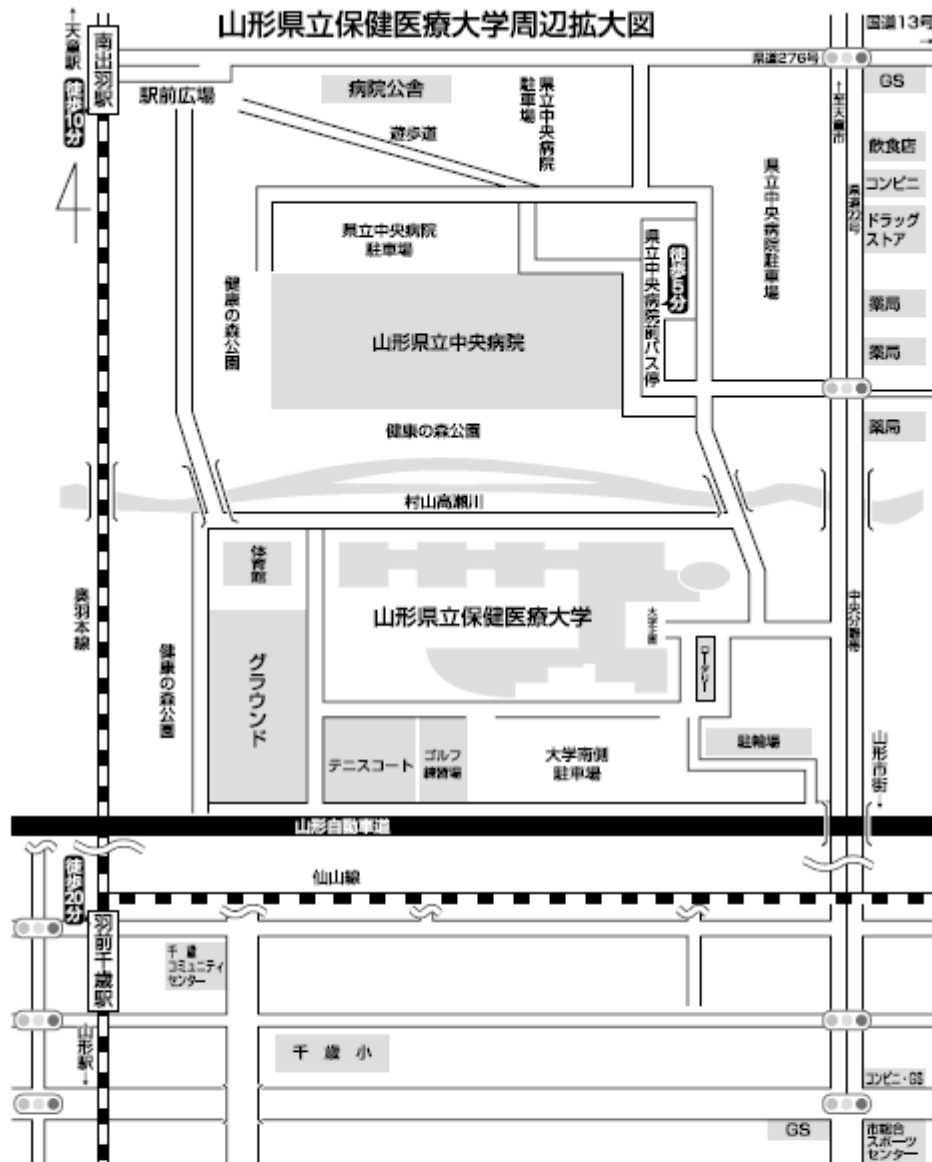 山形県立保健医療大学周辺拡大図
↑天童駅
南出羽駅
徒歩10分
駅前広場
病院公舎
遊歩道
県立中央病院
駐車場
県道276号
国道13号
→
↑至天童市
GS
飲食店
コンビニ
県道22号
ドラッグ
ストア
県立中央病院駐車場
県立中央病院
駐車場
県立中央病院前バス停
徒歩5分
健康の森公園
山形県立中央病院
薬局
薬局
健康の森公園
薬局
村山高瀬川
体育館
奥羽本線
山形県立保健医療大学
大学正面
中央分離帯
ロータリー
健康の森公園
グラウンド
テニスコート
ゴルフ
練習場
大学南側
駐車場
駐輪場
山形市街→
山形自動車道
仙山線
徒歩20分
羽前千歳駅
千歳
コミュニティ
センター
山形駅→
千歳小
コンビニ・GS
GS
市総合
スポーツ
センター